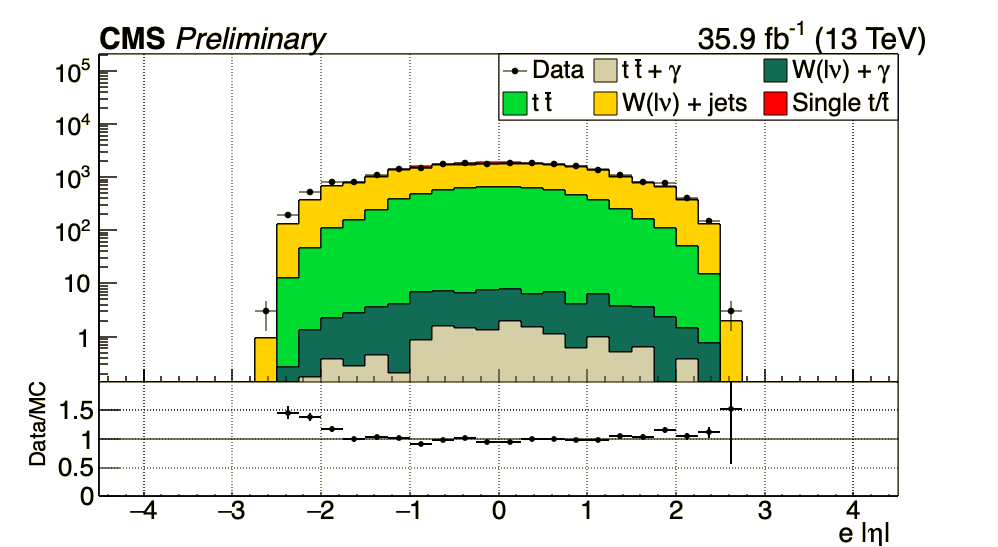 CMS Preliminary 35.9 fb⁻¹ (13 TeV)
Data t t̄ + γ W(lν) + γ
t t̄ W(lν) + jets Single t/t̄
10⁵
10⁴
10³
10²
10
1
Data/MC
1.5
1
0.5
0
−4 −3 −2 −1 0 1 2 3 4
e |η|